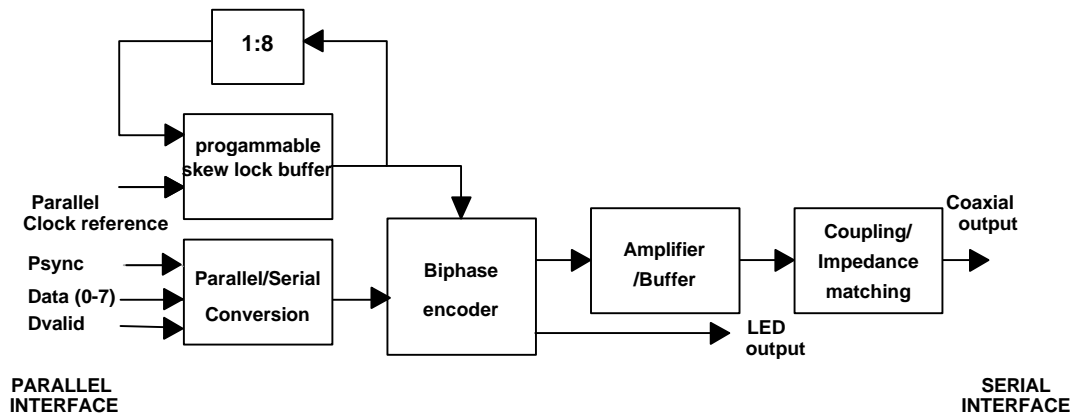 1:8
progammable
skew lock buffer
Parallel
Clock reference
Psync
Data (0-7)
Dvalid
Parallel/Serial
Conversion
Biphase
encoder
Amplifier
/Buffer
Coupling/
Impedance
matching
Coaxial
output
LED
output
PARALLEL
INTERFACE
SERIAL
INTERFACE